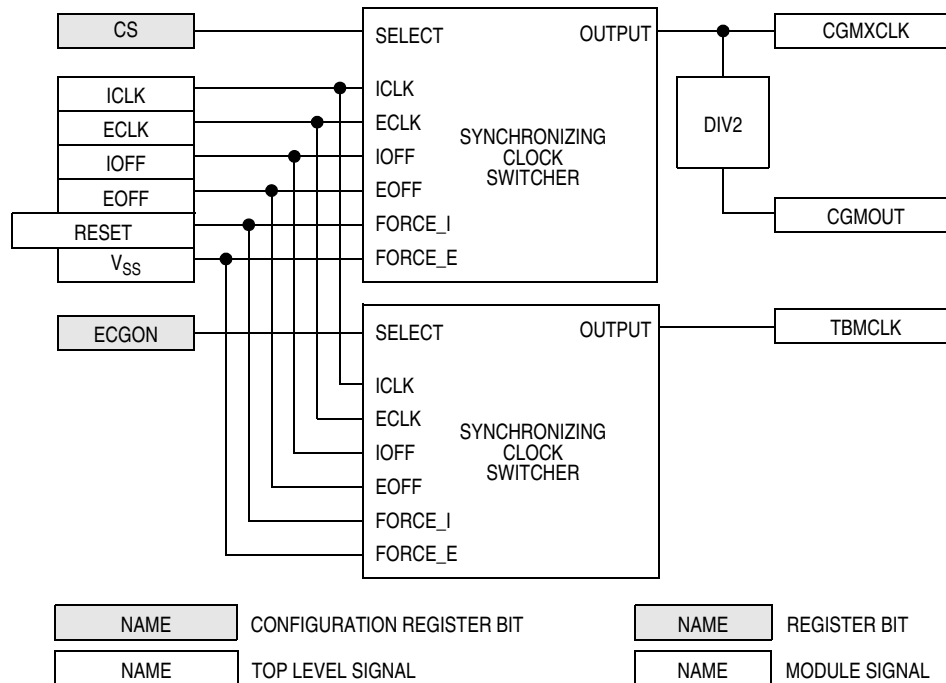 CS
SELECT
OUTPUT
CGMXCLK
ICLK
ICLK
ECLK
ECLK
SYNCHRONIZING
CLOCK
SWITCHER
DIV2
IOFF
IOFF
EOFF
EOFF
RESET
FORCE_I
CGMOUT
VSS
FORCE_E
ECGON
SELECT
OUTPUT
TBMCLK
ICLK
ECLK
SYNCHRONIZING
CLOCK
SWITCHER
IOFF
EOFF
FORCE_I
FORCE_E
NAME
CONFIGURATION REGISTER BIT
NAME
REGISTER BIT
NAME
TOP LEVEL SIGNAL
NAME
MODULE SIGNAL